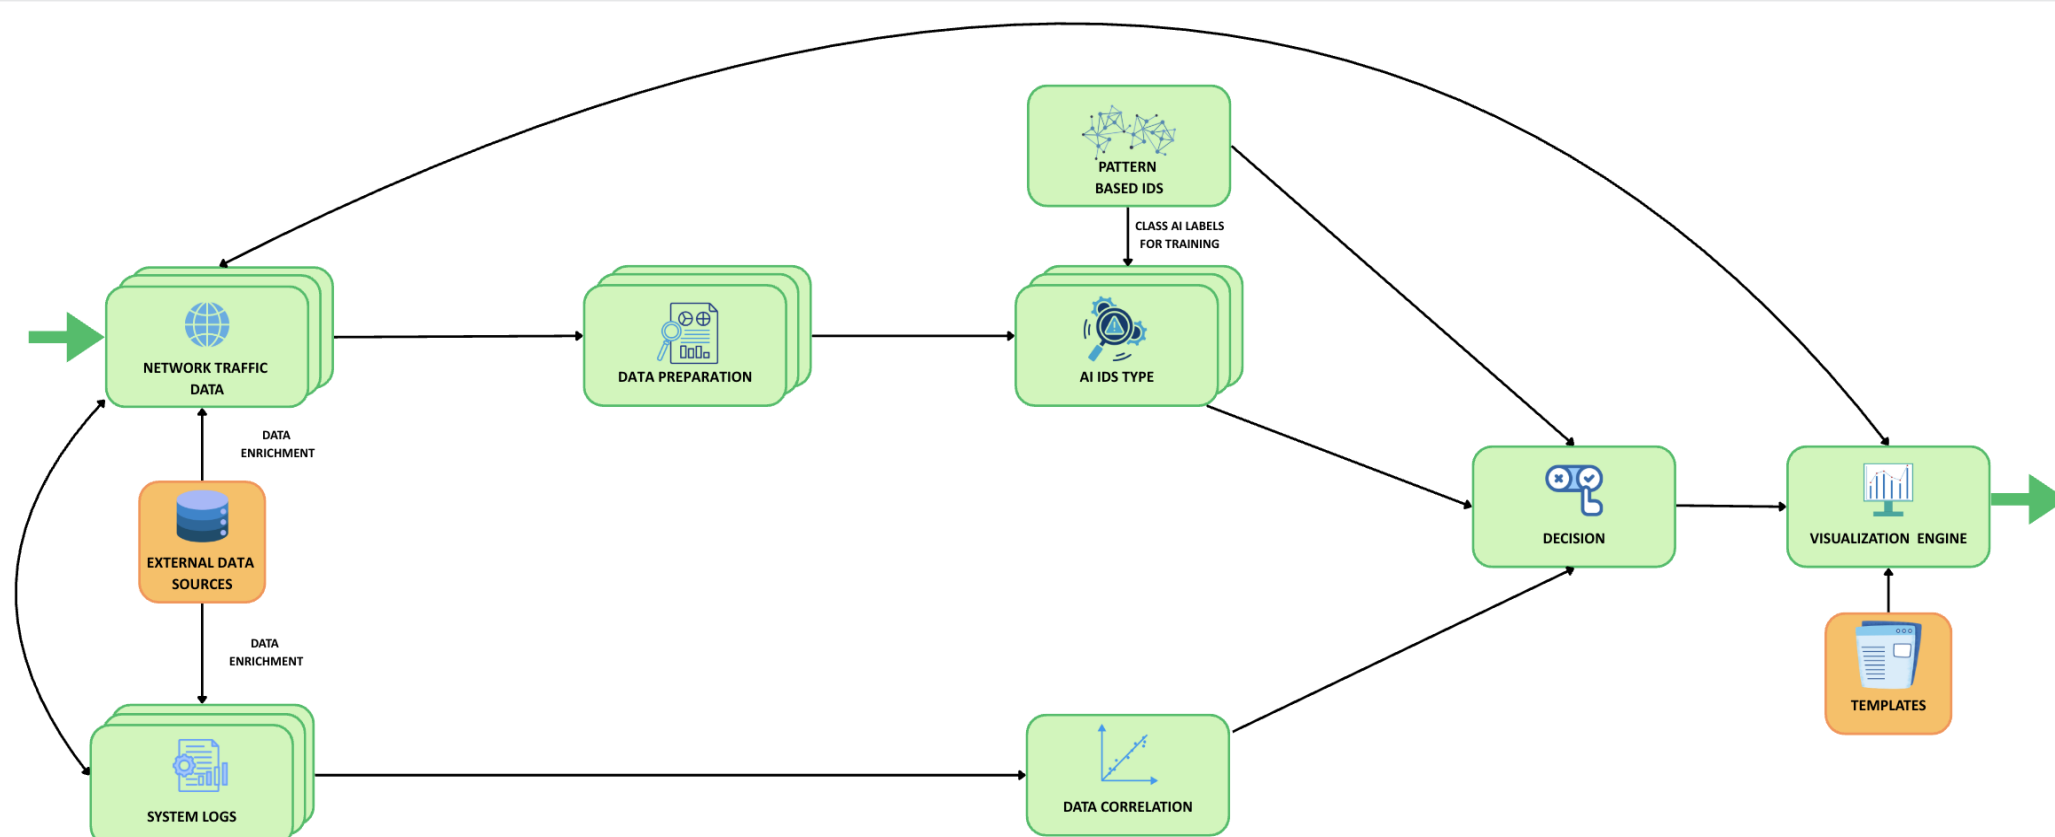 PATTERN
BASED IDS
CLASS AI LABELS
FOR TRAINING
NETWORK TRAFFIC
DATA
DATA PREPARATION
AI IDS TYPE
DATA
ENRICHMENT
EXTERNAL DATA
SOURCES
DECISION
VISUALIZATION ENGINE
DATA
ENRICHMENT
TEMPLATES
SYSTEM LOGS
DATA CORRELATION